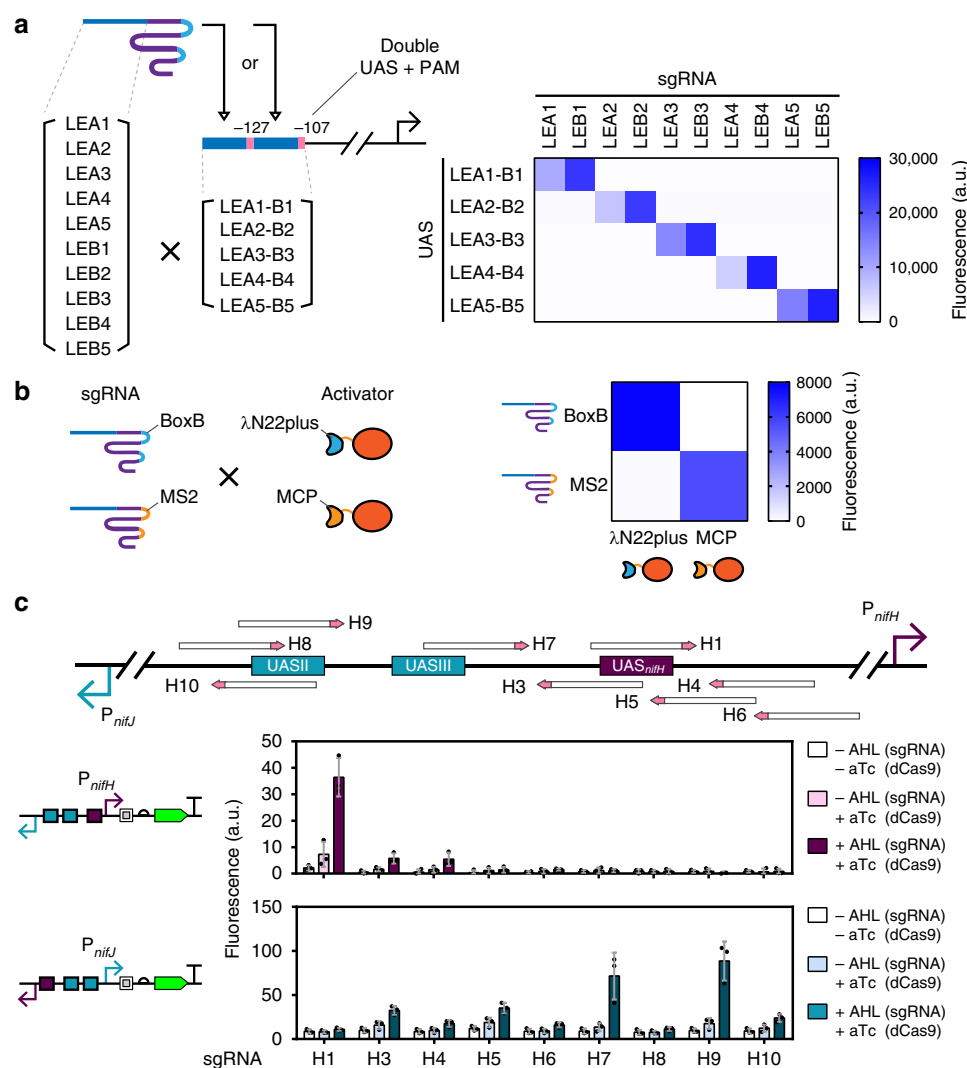 a
or
Double
UAS + PAM
–127
–107
LEA1
LEA2
LEA3
LEA4
LEA5
LEB1
LEB2
LEB3
LEB4
LEB5
×
LEA1-B1
LEA2-B2
LEA3-B3
LEA4-B4
LEA5-B5
sgRNA
LEA1
LEB1
LEA2
LEB2
LEA3
LEB3
LEA4
LEB4
LEA5
LEB5
UAS
LEA1-B1
LEA2-B2
LEA3-B3
LEA4-B4
LEA5-B5
30,000
20,000
10,000
0
Fluorescence (a.u.)
b
sgRNA
BoxB
MS2
×
Activator
λN22plus
MCP
BoxB
MS2
λN22plus MCP
8000
6000
4000
2000
0
Fluorescence (a.u.)
c
H9
H8
H7
H1
PnifH
UASII
UASIII
UASnifH
H10
H3
H5
H4
H6
PnifJ
PnifH
50
40
30
20
10
0
– AHL (sgRNA)
– aTc (dCas9)
– AHL (sgRNA)
+ aTc (dCas9)
+ AHL (sgRNA)
+ aTc (dCas9)
Fluorescence (a.u.)
PnifJ
150
100
50
0
– AHL (sgRNA)
– aTc (dCas9)
– AHL (sgRNA)
+ aTc (dCas9)
+ AHL (sgRNA)
+ aTc (dCas9)
sgRNA H1 H3 H4 H5 H6 H7 H8 H9 H10